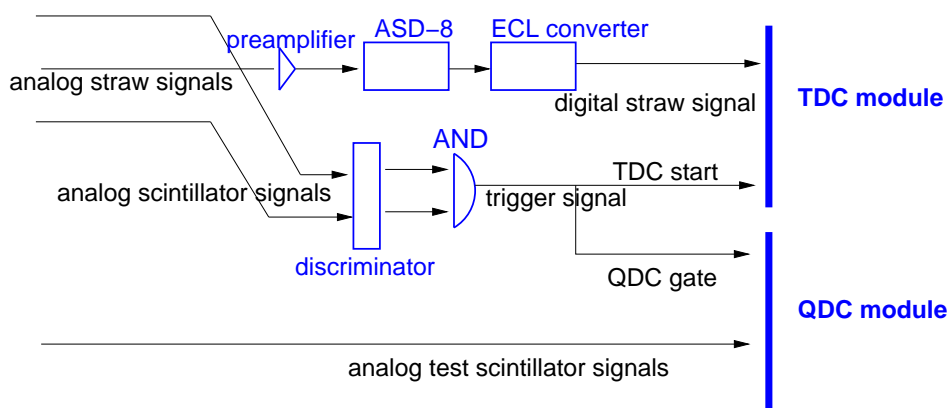 preamplifier
ASD−8
ECL converter
analog straw signals
digital straw signal
TDC module
AND
analog scintillator signals
TDC start
trigger signal
discriminator
QDC gate
QDC module
analog test scintillator signals